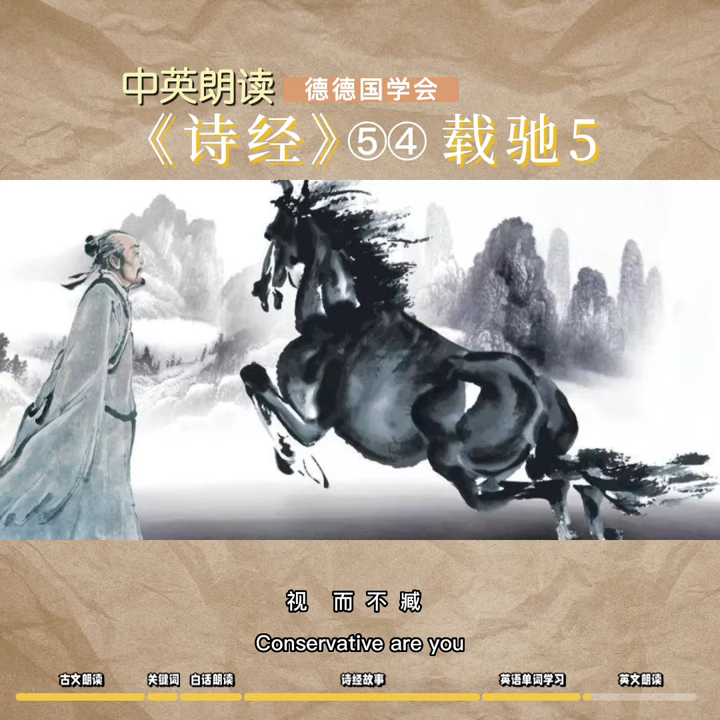 中英朗读 德德国学会
《诗经》⑤④ 载驰5
视 而不臧
Conservative are you
古文朗读 关键词 白话朗读 诗经故事 英语单词学习 英文朗读